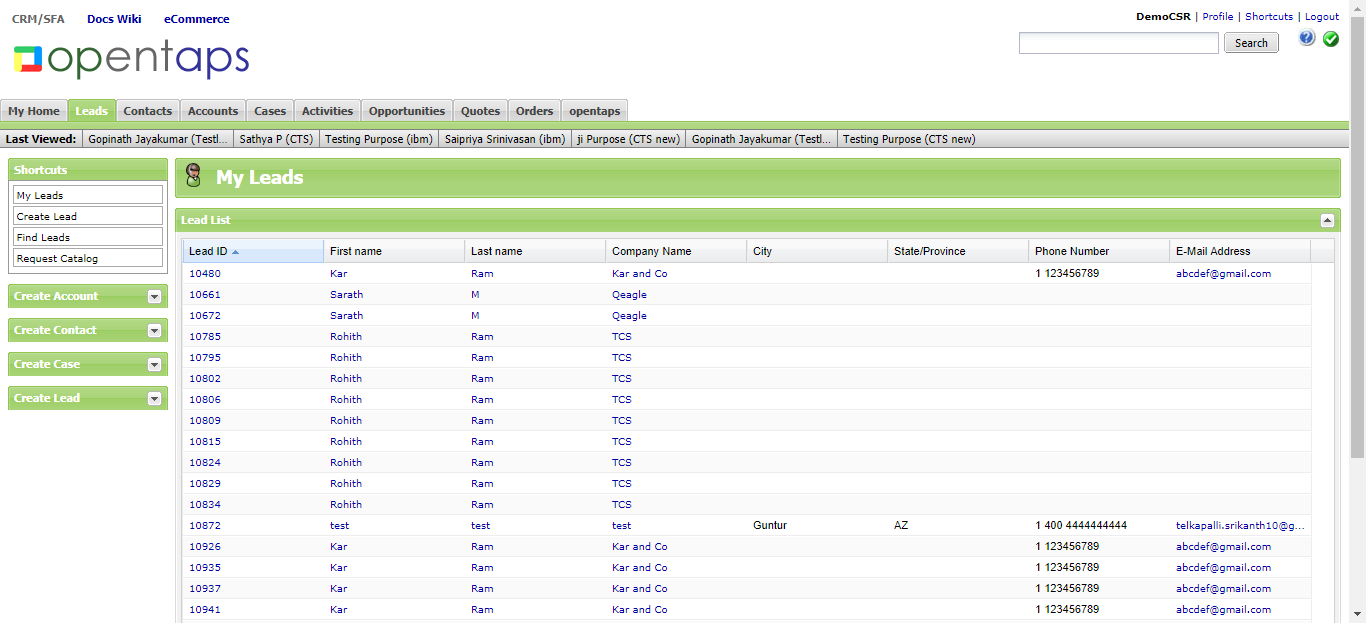 CRM/SFA Docs Wiki eCommerce
DemoCSR | Profile | Shortcuts | Logout
opentaps
Search
My Home Leads Contacts Accounts Cases Activities Opportunities Quotes Orders opentaps
Last Viewed: Gopinath Jayakumar (Testl... Sathya P (CTS) Testing Purpose (ibm) Saipriya Srinivasan (ibm) ji Purpose (CTS new) Gopinath Jayakumar (Testl... Testing Purpose (CTS new)
Shortcuts
My Leads
Create Lead
Find Leads
Request Catalog
Create Account
Create Contact
Create Case
Create Lead
My Leads
Lead List
Lead ID First name Last name Company Name City State/Province Phone Number E-Mail Address
10480 Kar Ram Kar and Co 1 123456789 abcdef@gmail.com
10661 Sarath M Qeagle
10672 Sarath M Qeagle
10785 Rohith Ram TCS
10795 Rohith Ram TCS
10802 Rohith Ram TCS
10806 Rohith Ram TCS
10809 Rohith Ram TCS
10815 Rohith Ram TCS
10824 Rohith Ram TCS
10829 Rohith Ram TCS
10834 Rohith Ram TCS
10872 test test test Guntur AZ 1 400 4444444444 telkapalli.srikanth10@g...
10926 Kar Ram Kar and Co 1 123456789 abcdef@gmail.com
10935 Kar Ram Kar and Co 1 123456789 abcdef@gmail.com
10937 Kar Ram Kar and Co 1 123456789 abcdef@gmail.com
10941 Kar Ram Kar and Co 1 123456789 abcdef@gmail.com